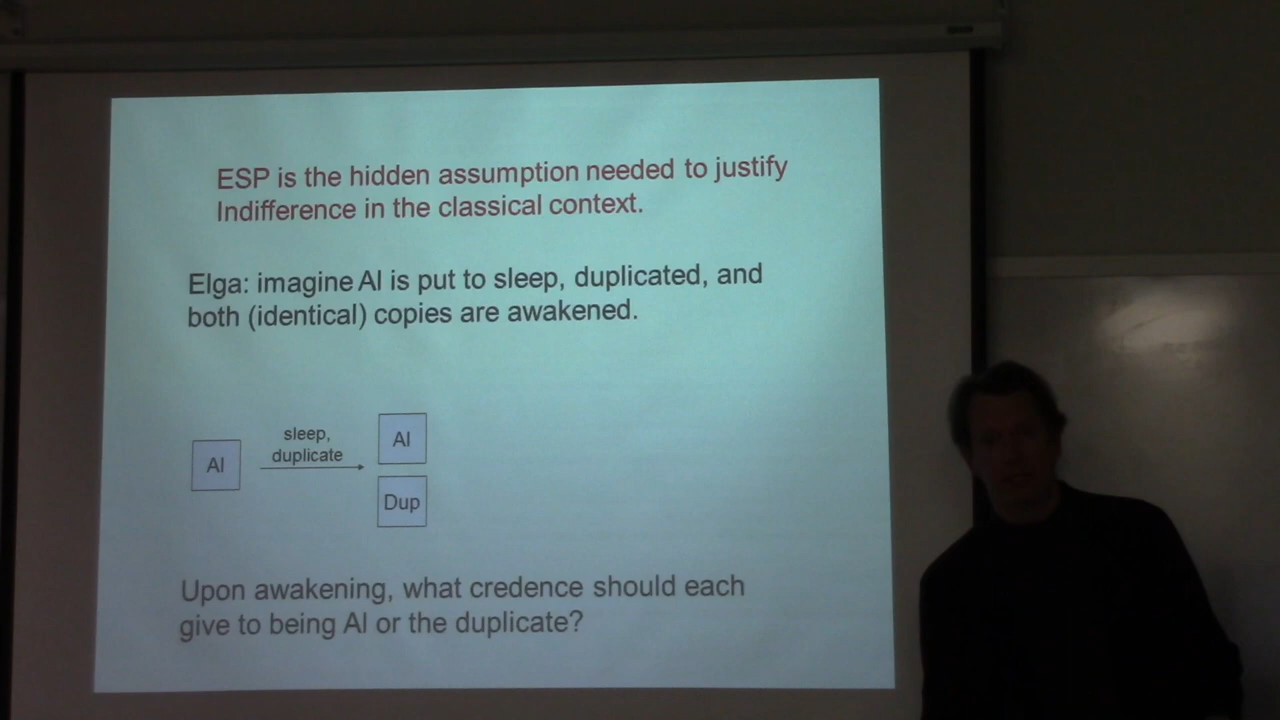 ESP is the hidden assumption needed to justify
Indifference in the classical context.
Elga: imagine Al is put to sleep, duplicated, and
both (identical) copies are awakened.
Al
sleep,
duplicate
Al
Dup
Upon awakening, what credence should each
give to being Al or the duplicate?